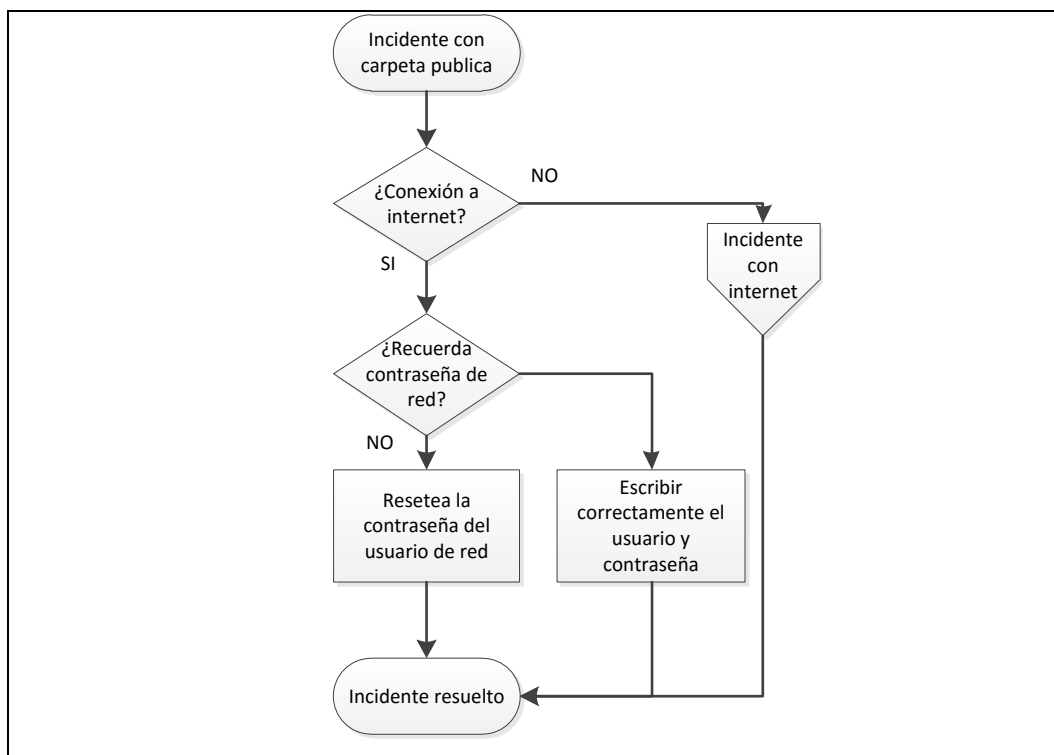 Incidente con
carpeta publica
¿Conexión a
internet?
NO
Incidente
con
internet
SI
¿Recuerda
contraseña de
red?
NO
Resetea la
contraseña del
usuario de red
Escribir
correctamente el
usuario y
contraseña
Incidente resuelto